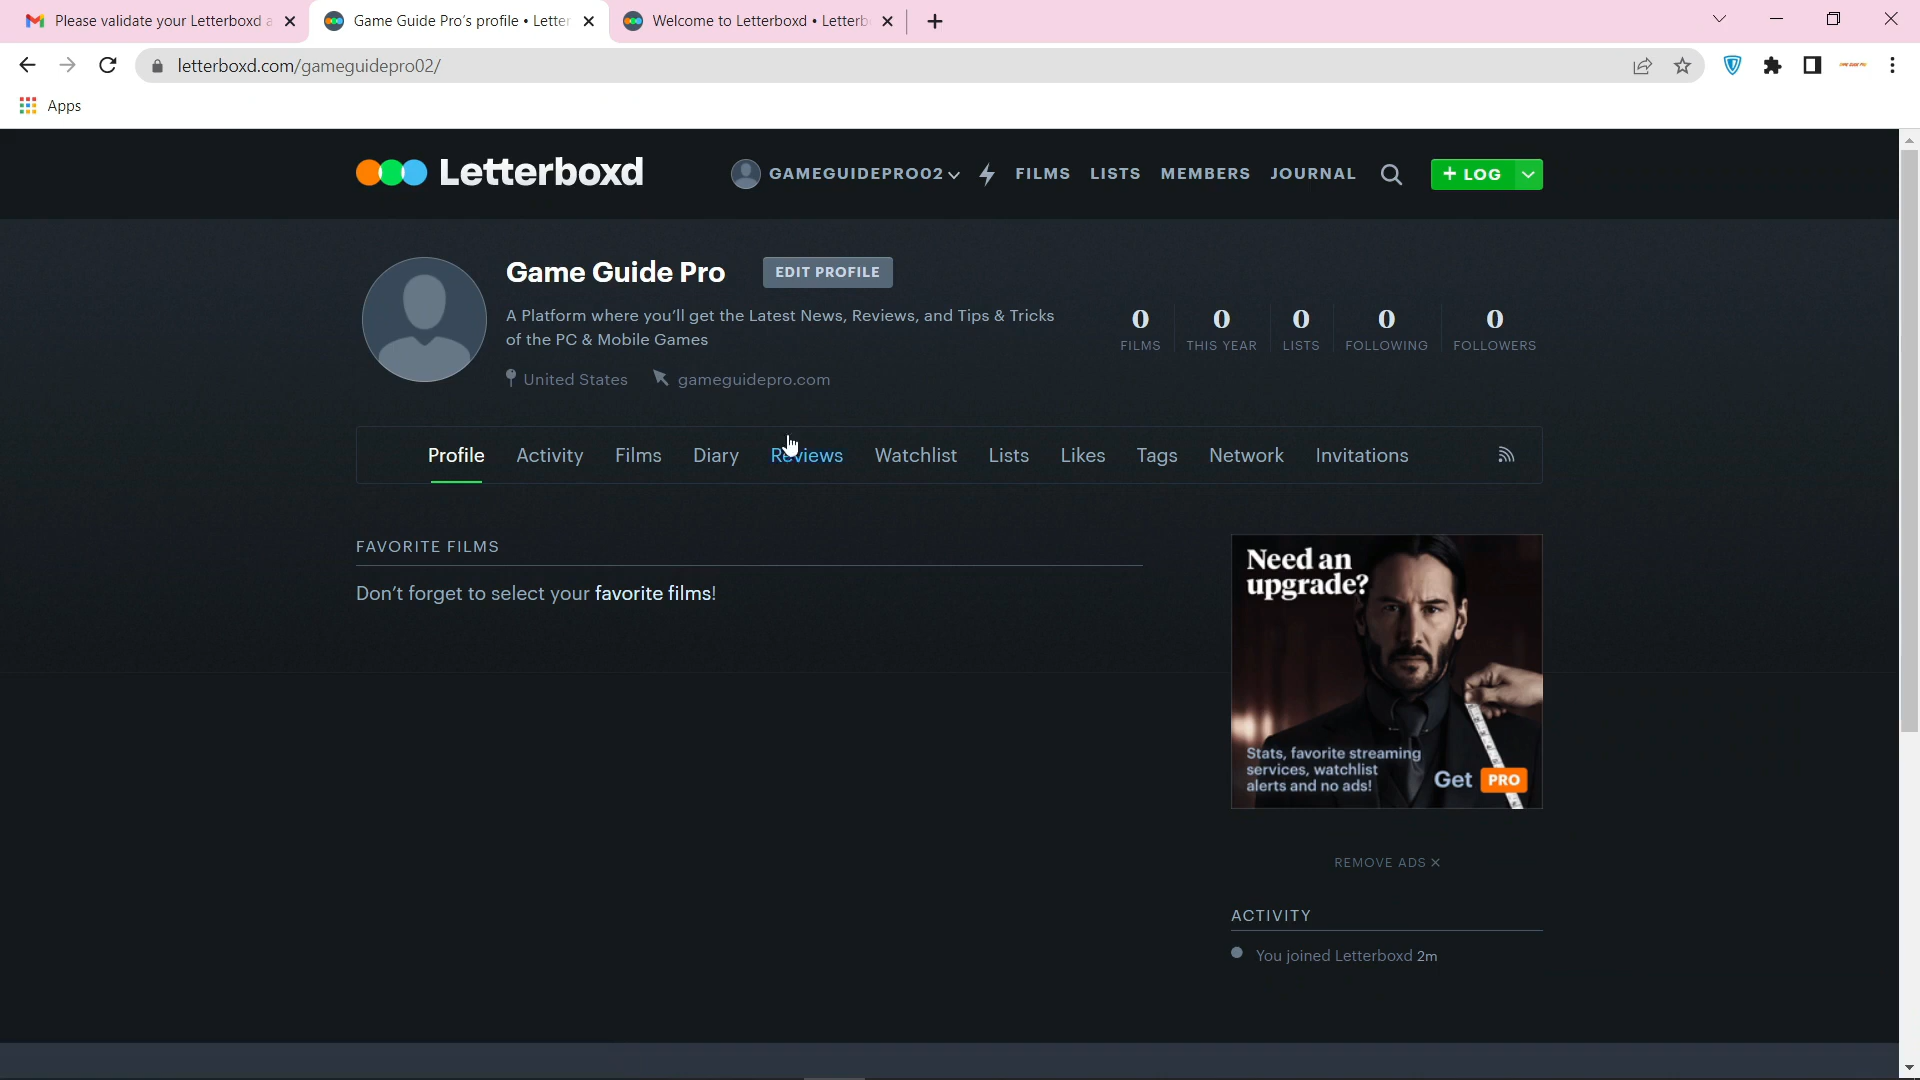 Please validate your Letterboxd a
Game Guide Pro's profile • Letter
Welcome to Letterboxd • Letterb
letterboxd.com/gameguidepro02/
Apps
Letterboxd
GAMEGUIDEPRO02
FILMS
LISTS
MEMBERS
JOURNAL
+ LOG
Game Guide Pro
EDIT PROFILE
A Platform where you'll get the Latest News, Reviews, and Tips & Tricks
of the PC & Mobile Games
United States
gameguidepro.com
0
FILMS
0
THIS YEAR
0
LISTS
0
FOLLOWING
0
FOLLOWERS
Profile
Activity
Films
Diary
Reviews
Watchlist
Lists
Likes
Tags
Network
Invitations
FAVORITE FILMS
Don't forget to select your favorite films!
Need an
upgrade?
Stats, favorite streaming
services, watchlist
alerts and no ads!
Get PRO
REMOVE ADS ×
ACTIVITY
You joined Letterboxd 2m